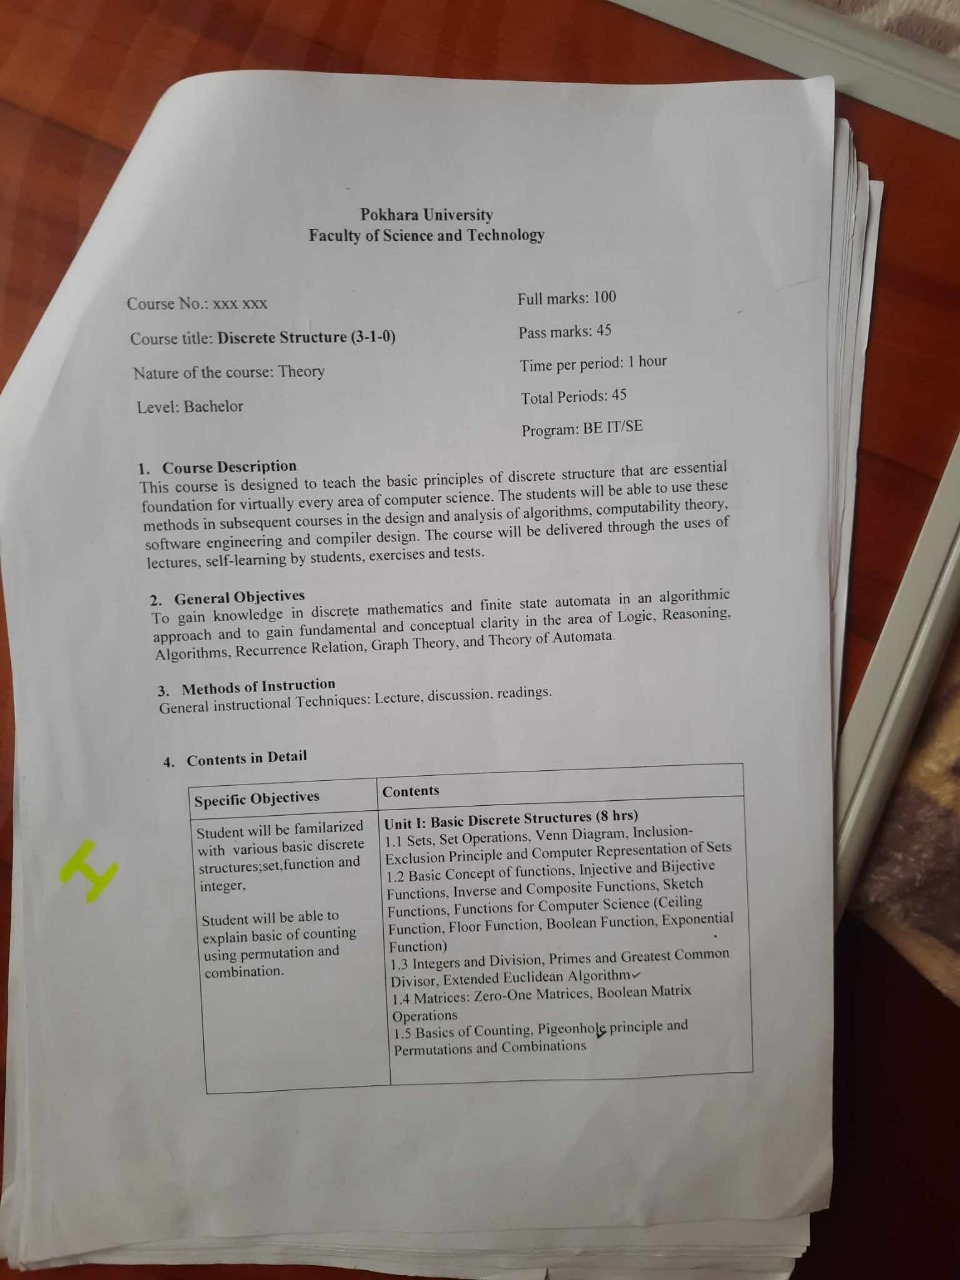 Pokhara University
Faculty of Science and Technology
Course No.: xxx xxx
Full marks: 100
Course title: Discrete Structure (3-1-0)
Pass marks: 45
Nature of the course: Theory
Time per period: 1 hour
Level: Bachelor
Total Periods: 45
Program: BE IT/SE
1. Course Description
This course is designed to teach the basic principles of discrete structure that are essential
foundation for virtually every area of computer science. The students will be able to use these
methods in subsequent courses in the design and analysis of algorithms, computability theory,
software engineering and compiler design. The course will be delivered through the uses of
lectures, self-learning by students, exercises and tests.
2. General Objectives
To gain knowledge in discrete mathematics and finite state automata in an algorithmic
approach and to gain fundamental and conceptual clarity in the area of Logic, Reasoning,
Algorithms, Recurrence Relation, Graph Theory, and Theory of Automata.
3. Methods of Instruction
General instructional Techniques: Lecture, discussion, readings.
4. Contents in Detail
Specific Objectives
Contents
Student will be familarized
with various basic discrete
structures;set,function and
integer,
Student will be able to
explain basic of counting
using permutation and
combination.
Unit I: Basic Discrete Structures (8 hrs)
1.1 Sets, Set Operations, Venn Diagram, Inclusion-
Exclusion Principle and Computer Representation of Sets
1.2 Basic Concept of functions, Injective and Bijective
Functions, Inverse and Composite Functions, Sketch
Functions, Functions for Computer Science (Ceiling
Function, Floor Function, Boolean Function, Exponential
Function)
1.3 Integers and Division, Primes and Greatest Common
Divisor, Extended Euclidean Algorithm
1.4 Matrices: Zero-One Matrices, Boolean Matrix
Operations
1.5 Basics of Counting, Pigeonhole principle and
Permutations and Combinations
I